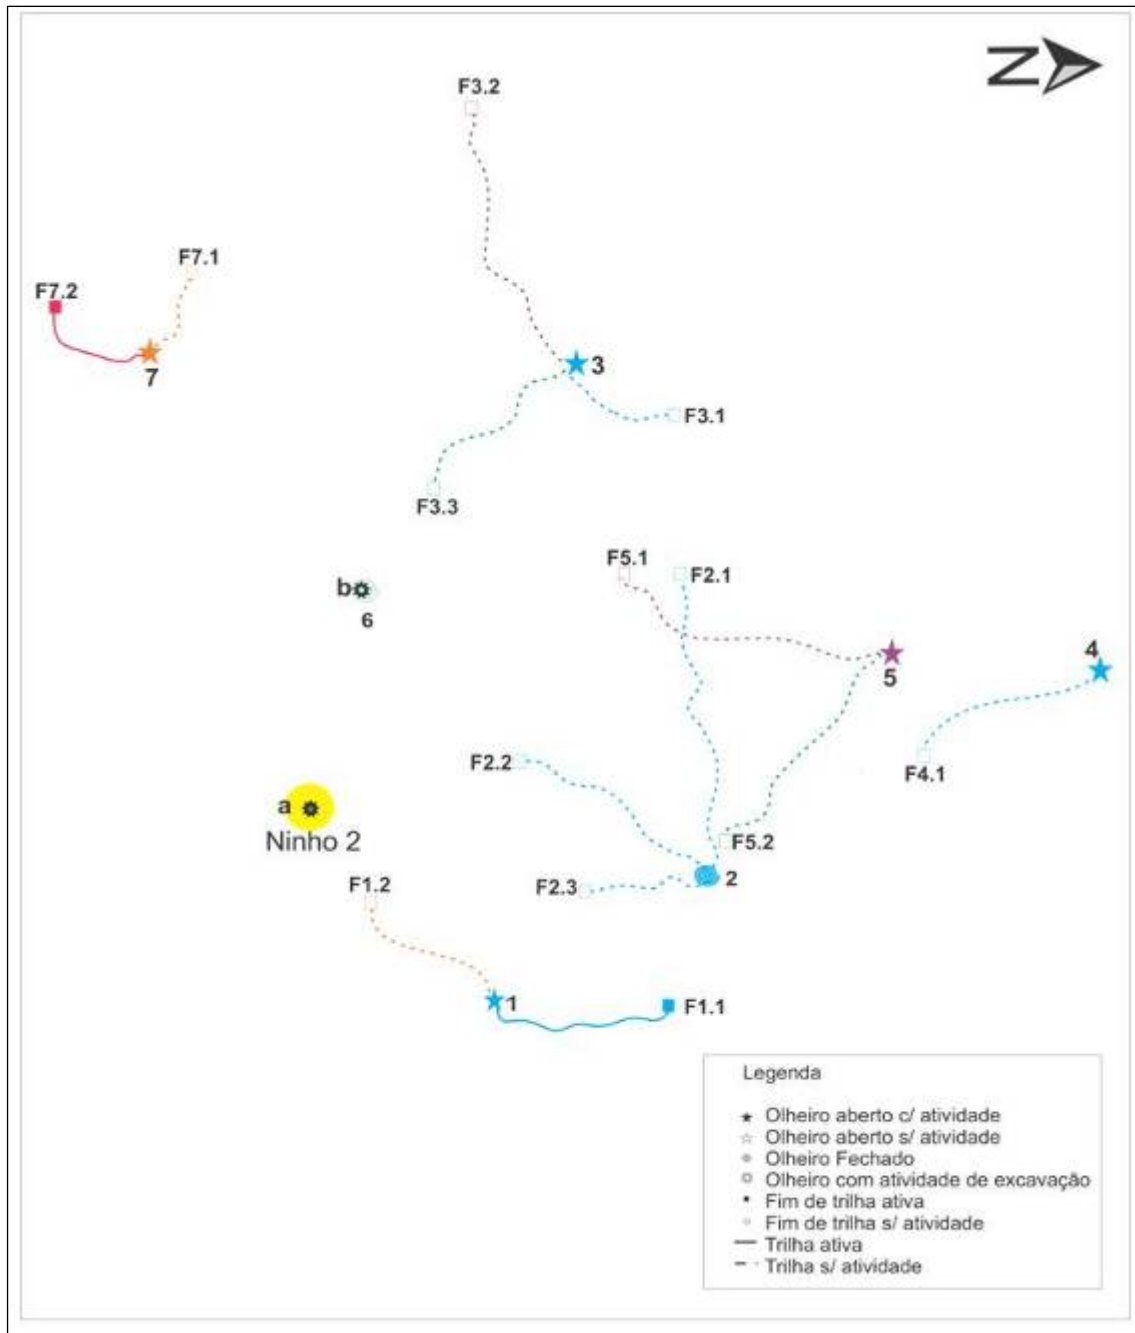 N
F3.2
F7.1
F7.2
7
3
F3.1
F3.3
F5.1
F2.1
b
6
4
5
F2.2
F4.1
a
Ninho 2
F5.2
F1.2
F2.3
2
1
F1.1
Legenda
Olheiro aberto c/ atividade
Olheiro aberto s/ atividade
Olheiro Fechado
Olheiro com atividade de excavação
Fim de trilha ativa
Fim de trilha s/ atividade
Trilha ativa
Trilha s/ atividade